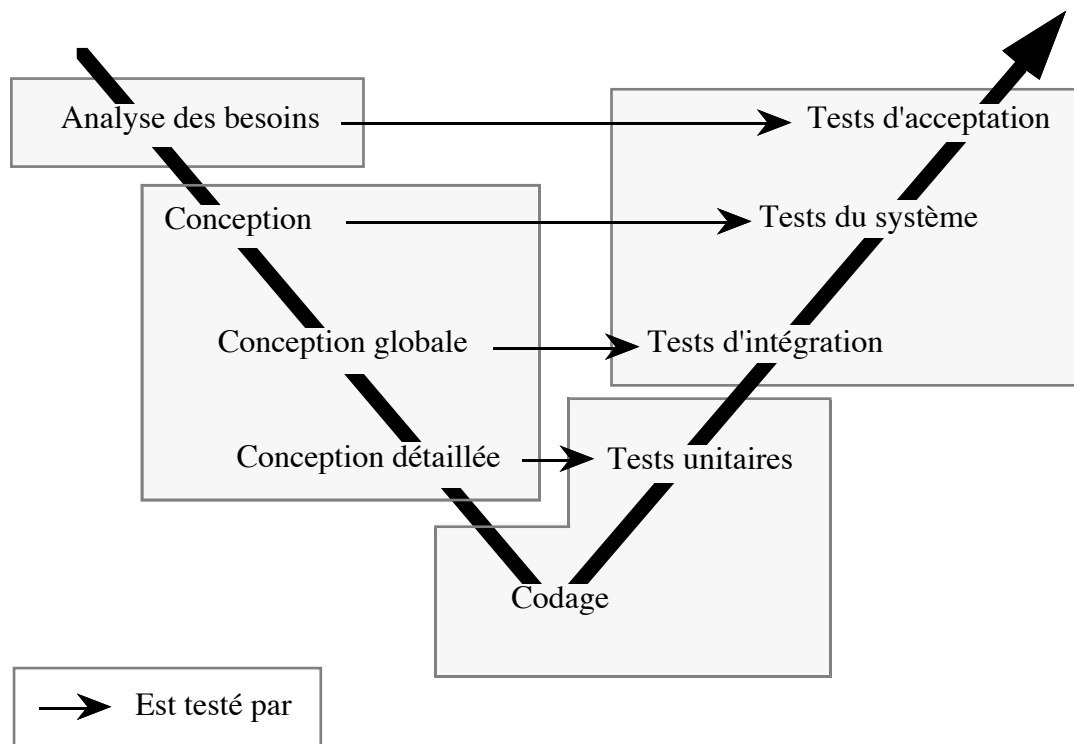 Analyse des besoins
Tests d'acceptation
Conception
Tests du système
Conception globale
Tests d'intégration
Conception détaillée
Tests unitaires
Codage
Est testé par